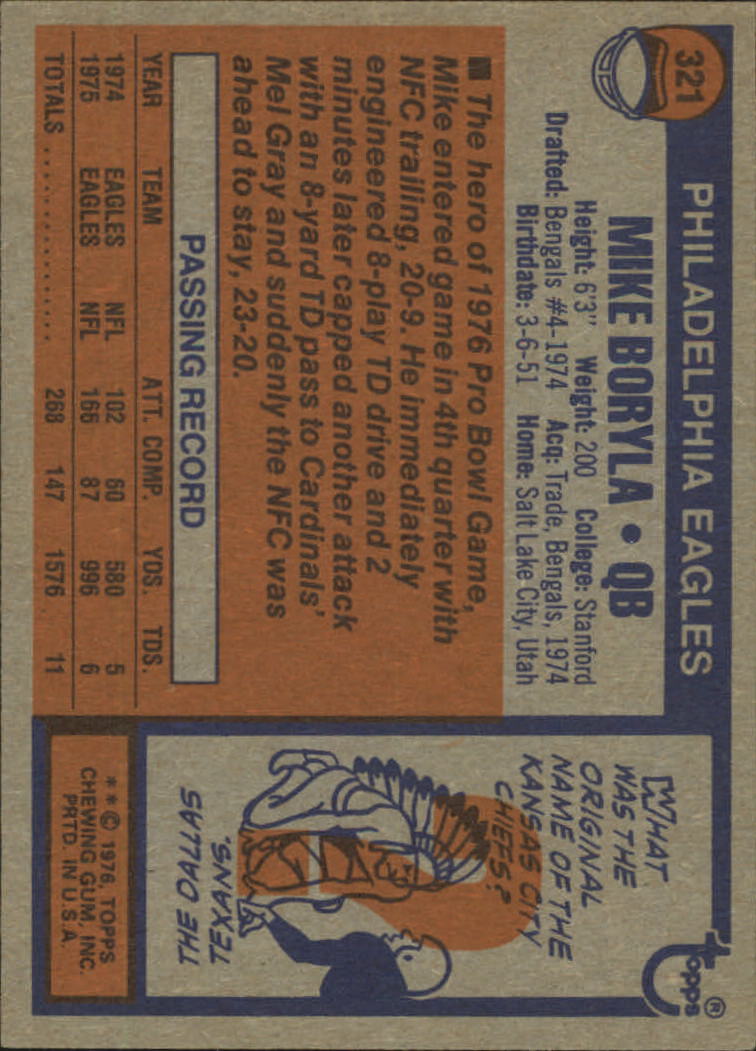 321
PHILADELPHIA EAGLES
MIKE BORYLA • QB
Height: 6'3" Weight: 200 College: Stanford
Drafted: Bengals #4-1974 Acq: Trade, Bengals, 1974
Birthdate: 3-6-51 Home: Salt Lake City, Utah
■ The hero of 1976 Pro Bowl Game,
Mike entered game in 4th quarter with
NFC trailing, 20-9. He immediately
engineered 8-play TD drive and 2
minutes later capped another attack
with an 8-yard TD pass to Cardinals'
Mel Gray and suddenly the NFC was
ahead to stay, 23-20.
PASSING RECORD
YEAR TEAM ATT. COMP. YDS. TDS.
1974 EAGLES NFL 102 60 580 5
1975 EAGLES NFL 166 87 996 6
TOTALS .................. 268 147 1576 11
topps®
WHAT
WAS THE
ORIGINAL
NAME OF THE
KANSAS CITY
CHIEFS?
THE DALLAS
TEXANS.
* * © 1976, TOPPS
CHEWING GUM, INC.
PRTD. IN U.S.A.